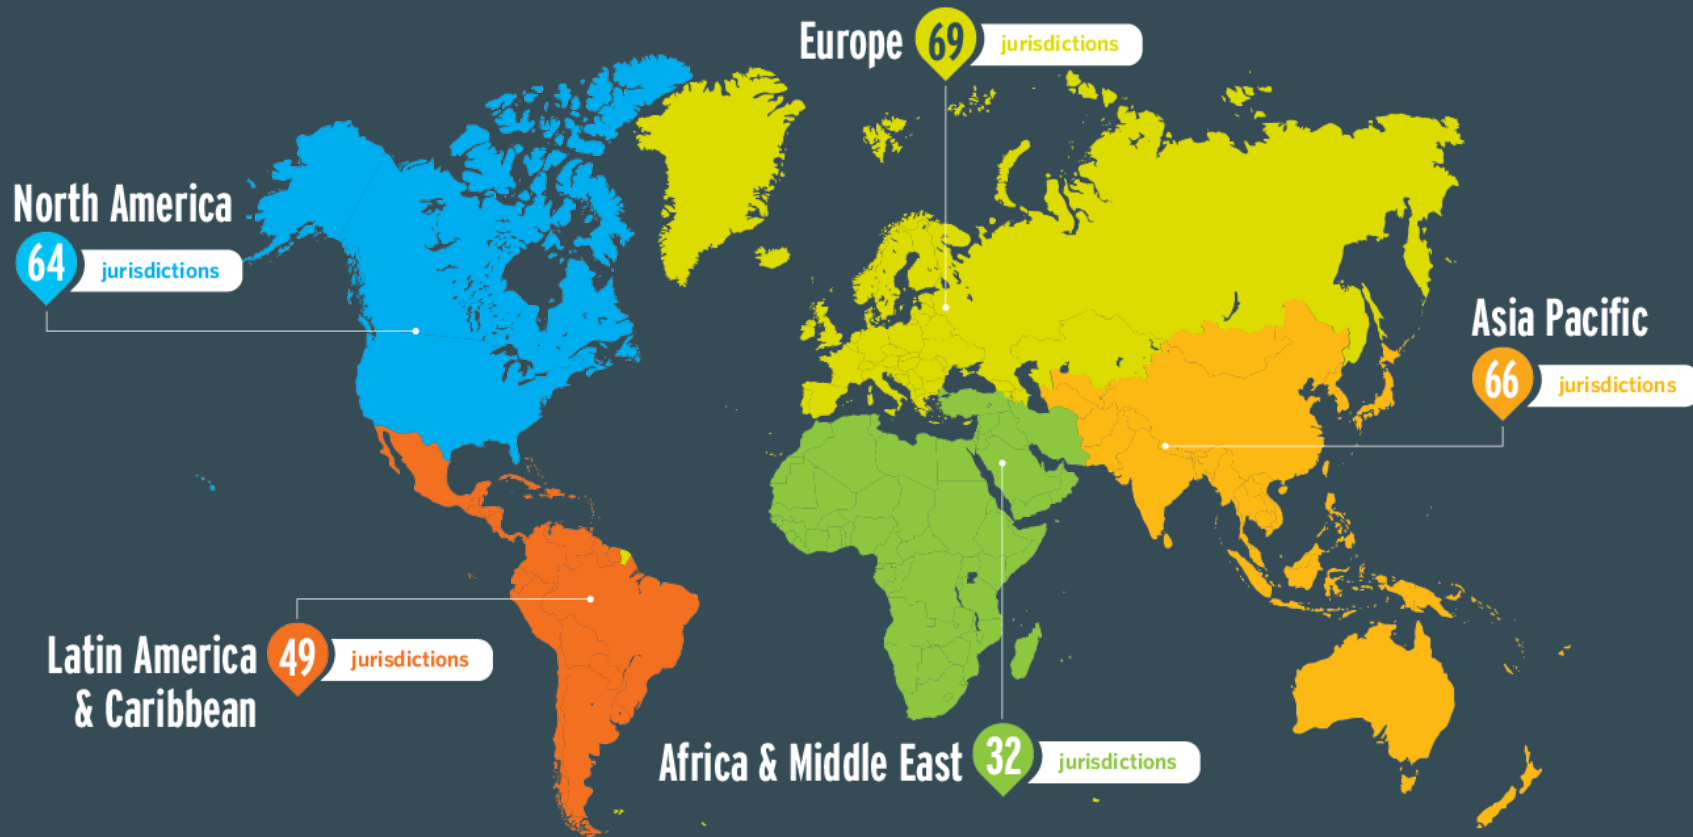 Europe 69 jurisdictions
North America
64 jurisdictions
Asia Pacific
66 jurisdictions
Latin America
& Caribbean
49 jurisdictions
Africa & Middle East 32 jurisdictions